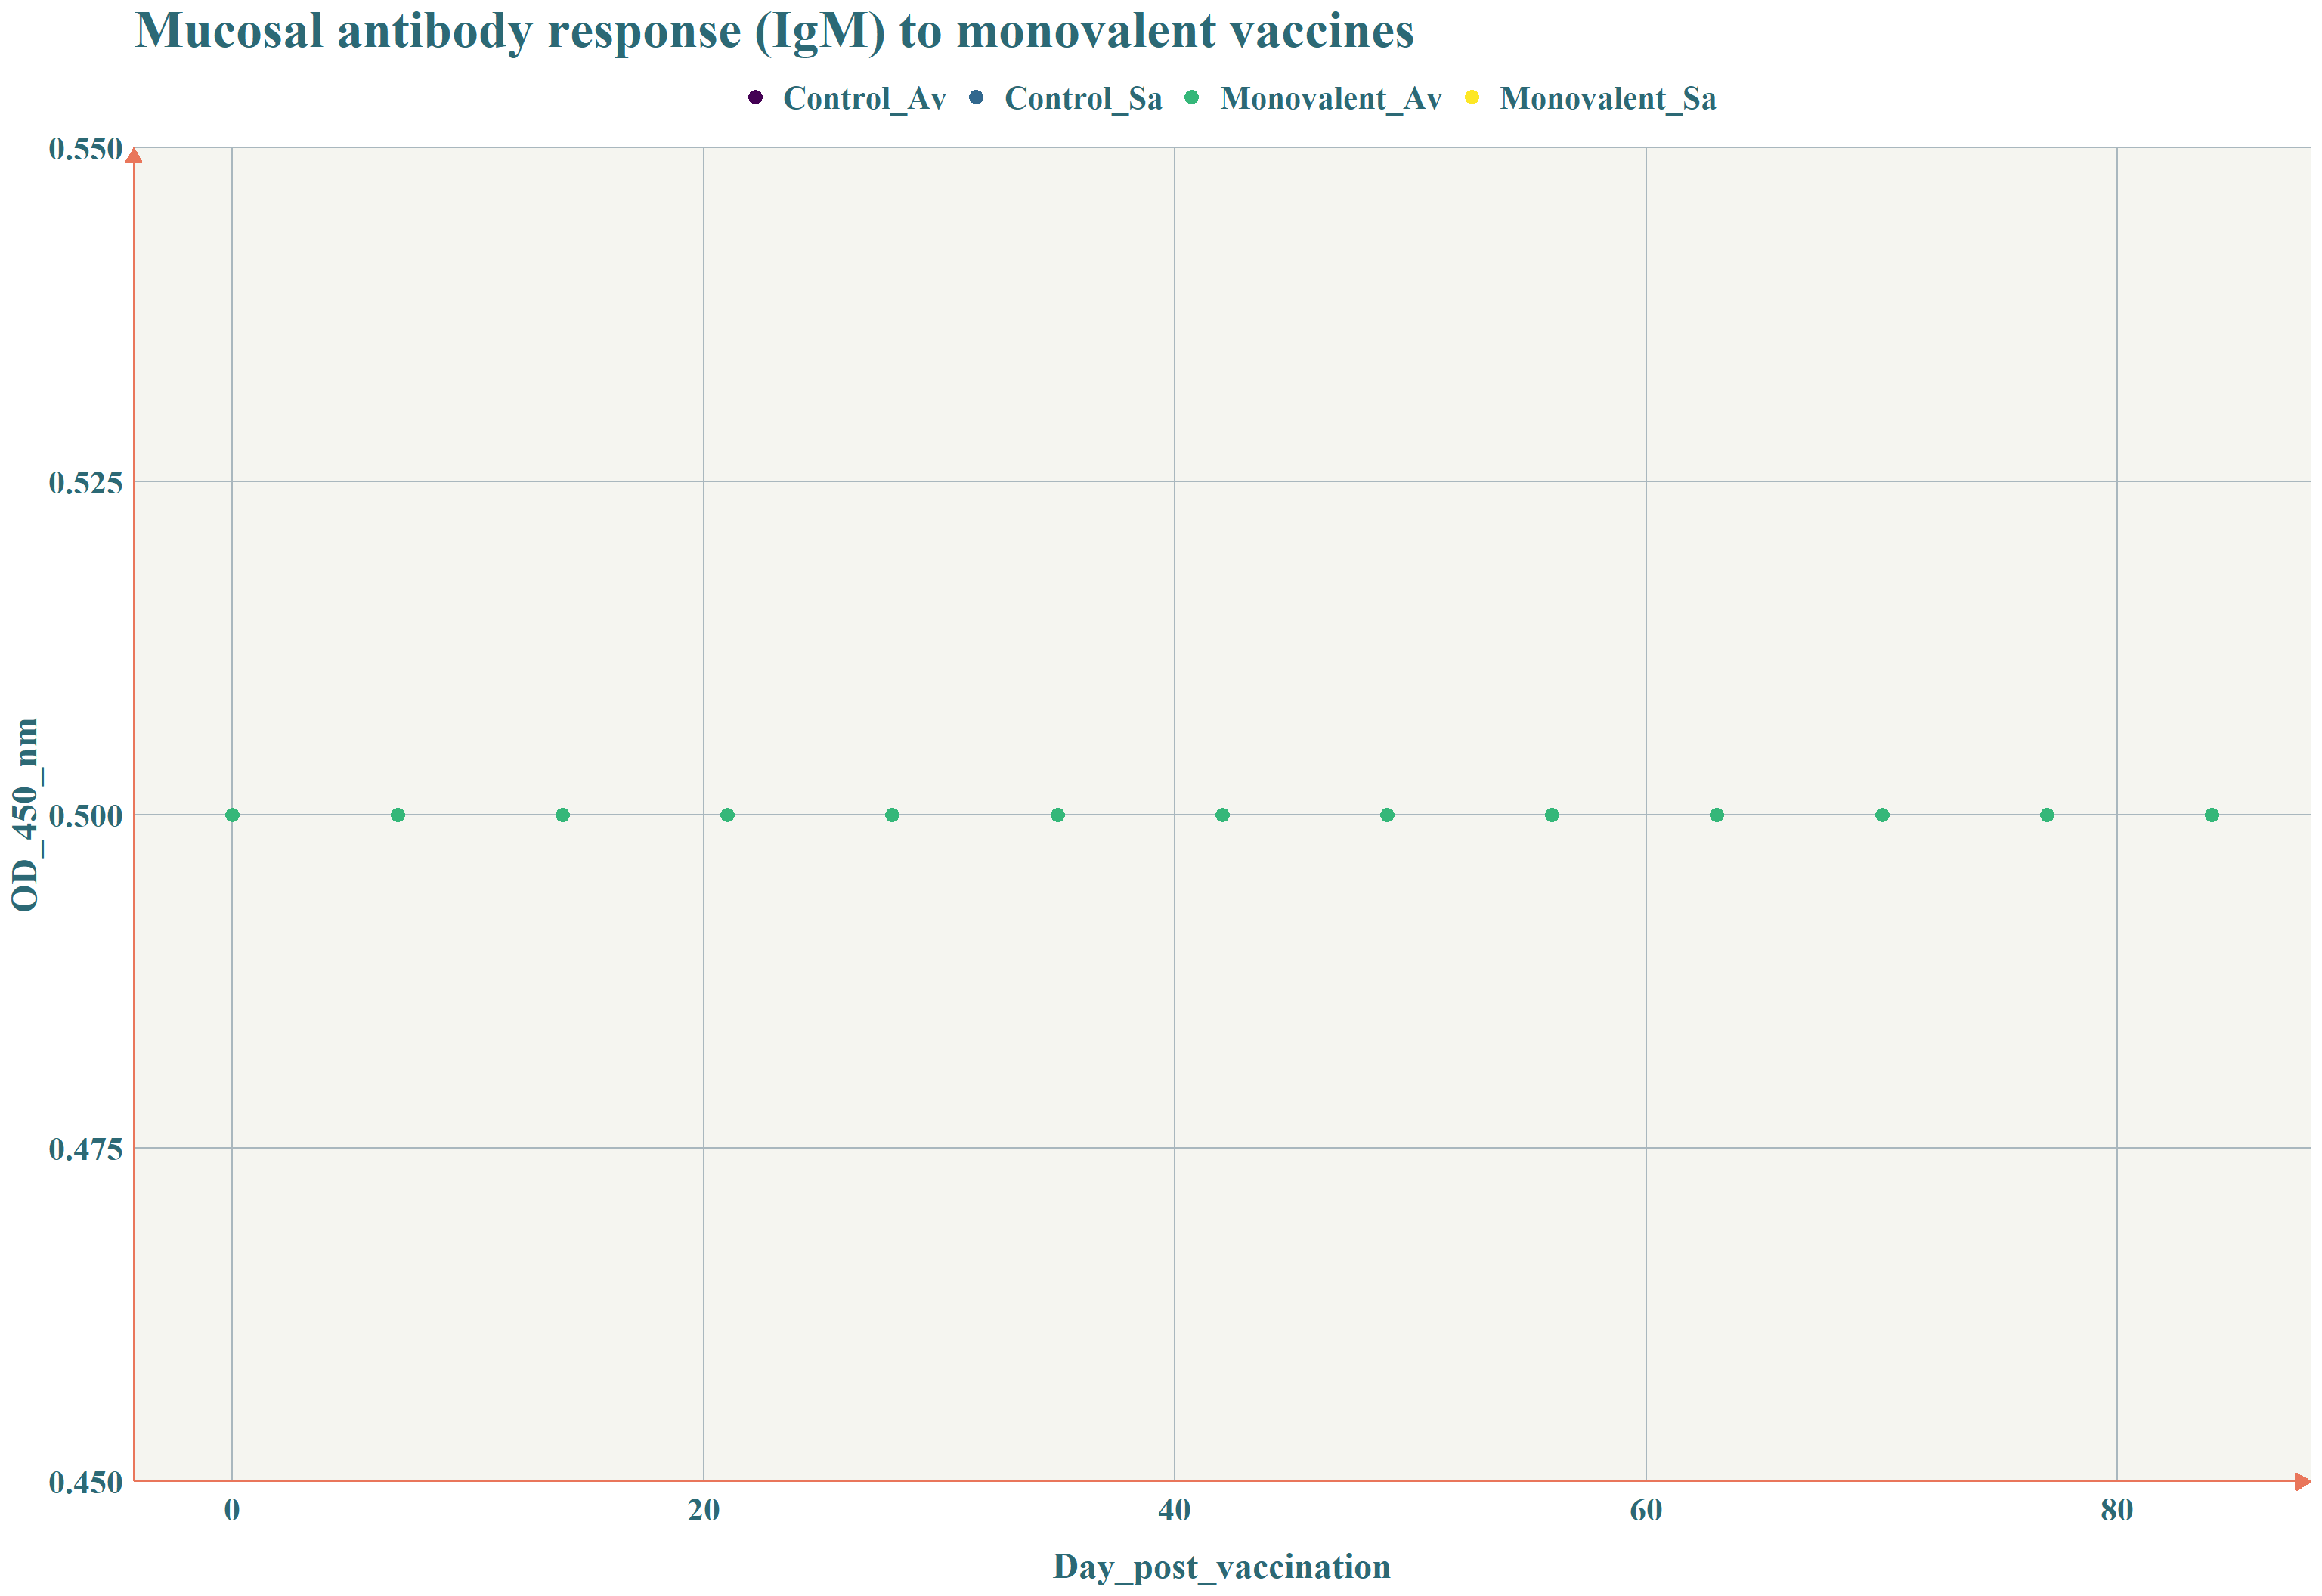 Mucosal antibody response (IgM) to monovalent vaccines
Control_Av Control_Sa Monovalent_Av Monovalent_Sa
0.550
0.525
0.500
0.475
0.450
OD_450_nm
0 20 40 60 80
Day_post_vaccination